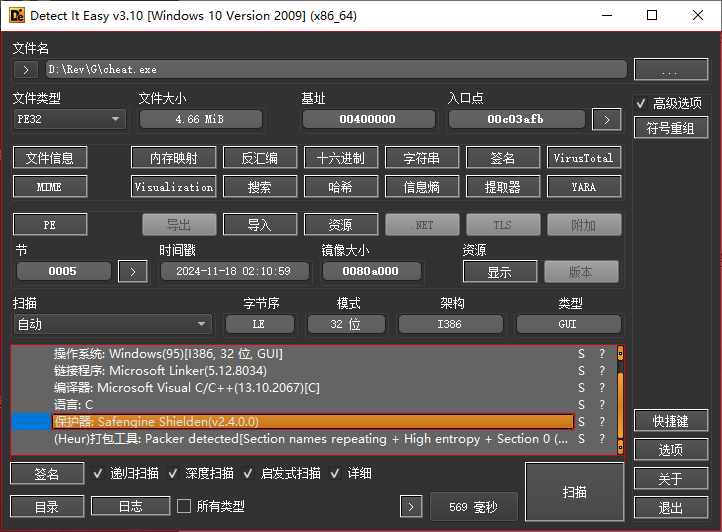 Detect It Easy v3.10 [Windows 10 Version 2009] (x86_64)
文件名
> D:\Rev\G\cheat.exe ...
文件类型 文件大小 基址 入口点
PE32 4.66 MiB 00400000 00c03afb >
高级选项
符号重组
文件信息 内存映射 反汇编 十六进制 字符串 签名 VirusTotal
MIME Visualization 搜索 哈希 信息熵 提取器 YARA
PE 导出 导入 资源 .NET TLS 附加
节 时间戳 镜像大小 资源
0005 > 2024-11-18 02:10:59 0080a000 显示 版本
扫描 字节序 模式 架构 类型
自动 LE 32 位 I386 GUI
操作系统: Windows(95)[I386, 32 位, GUI] S ?
链接程序: Microsoft Linker(5.12.8034) S ?
编译器: Microsoft Visual C/C++(13.10.2067)[C] S ?
语言: C S ?
保护器: Safengine Shielden(v2.4.0.0) S ?
(Heur)打包工具: Packer detected[Section names repeating + High entropy + Section 0 (... S ?
快捷键
选项
关于
退出
签名 递归扫描 深度扫描 启发式扫描 详细
目录 日志 所有类型 > 569 毫秒 扫描